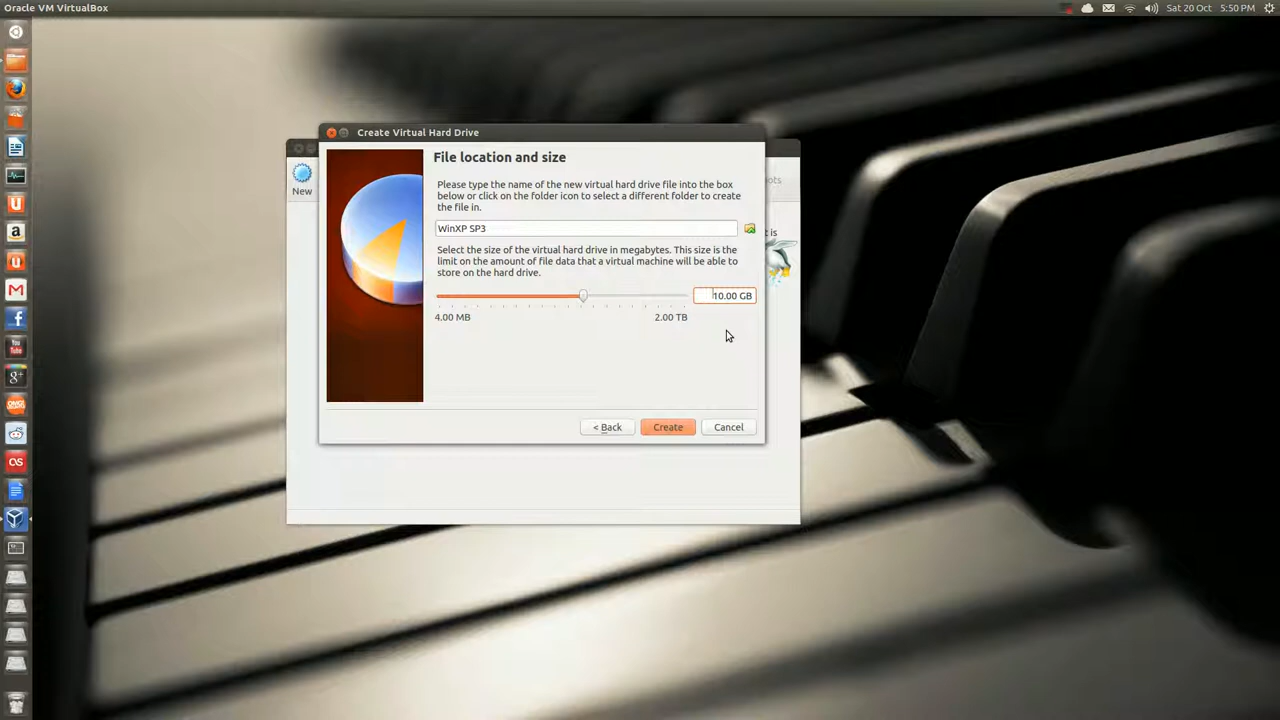 Oracle VM VirtualBox
Sat 20 Oct
5:50 PM
Create Virtual Hard Drive
New
File location and size
Please type the name of the new virtual hard drive file into the box
below or click on the folder icon to select a different folder to create
the file in.
WinXP SP3
Select the size of the virtual hard drive in megabytes. This size is the
limit on the amount of file data that a virtual machine will be able to
store on the hard drive.
10.00 GB
4.00 MB
2.00 TB
< Back
Create
Cancel